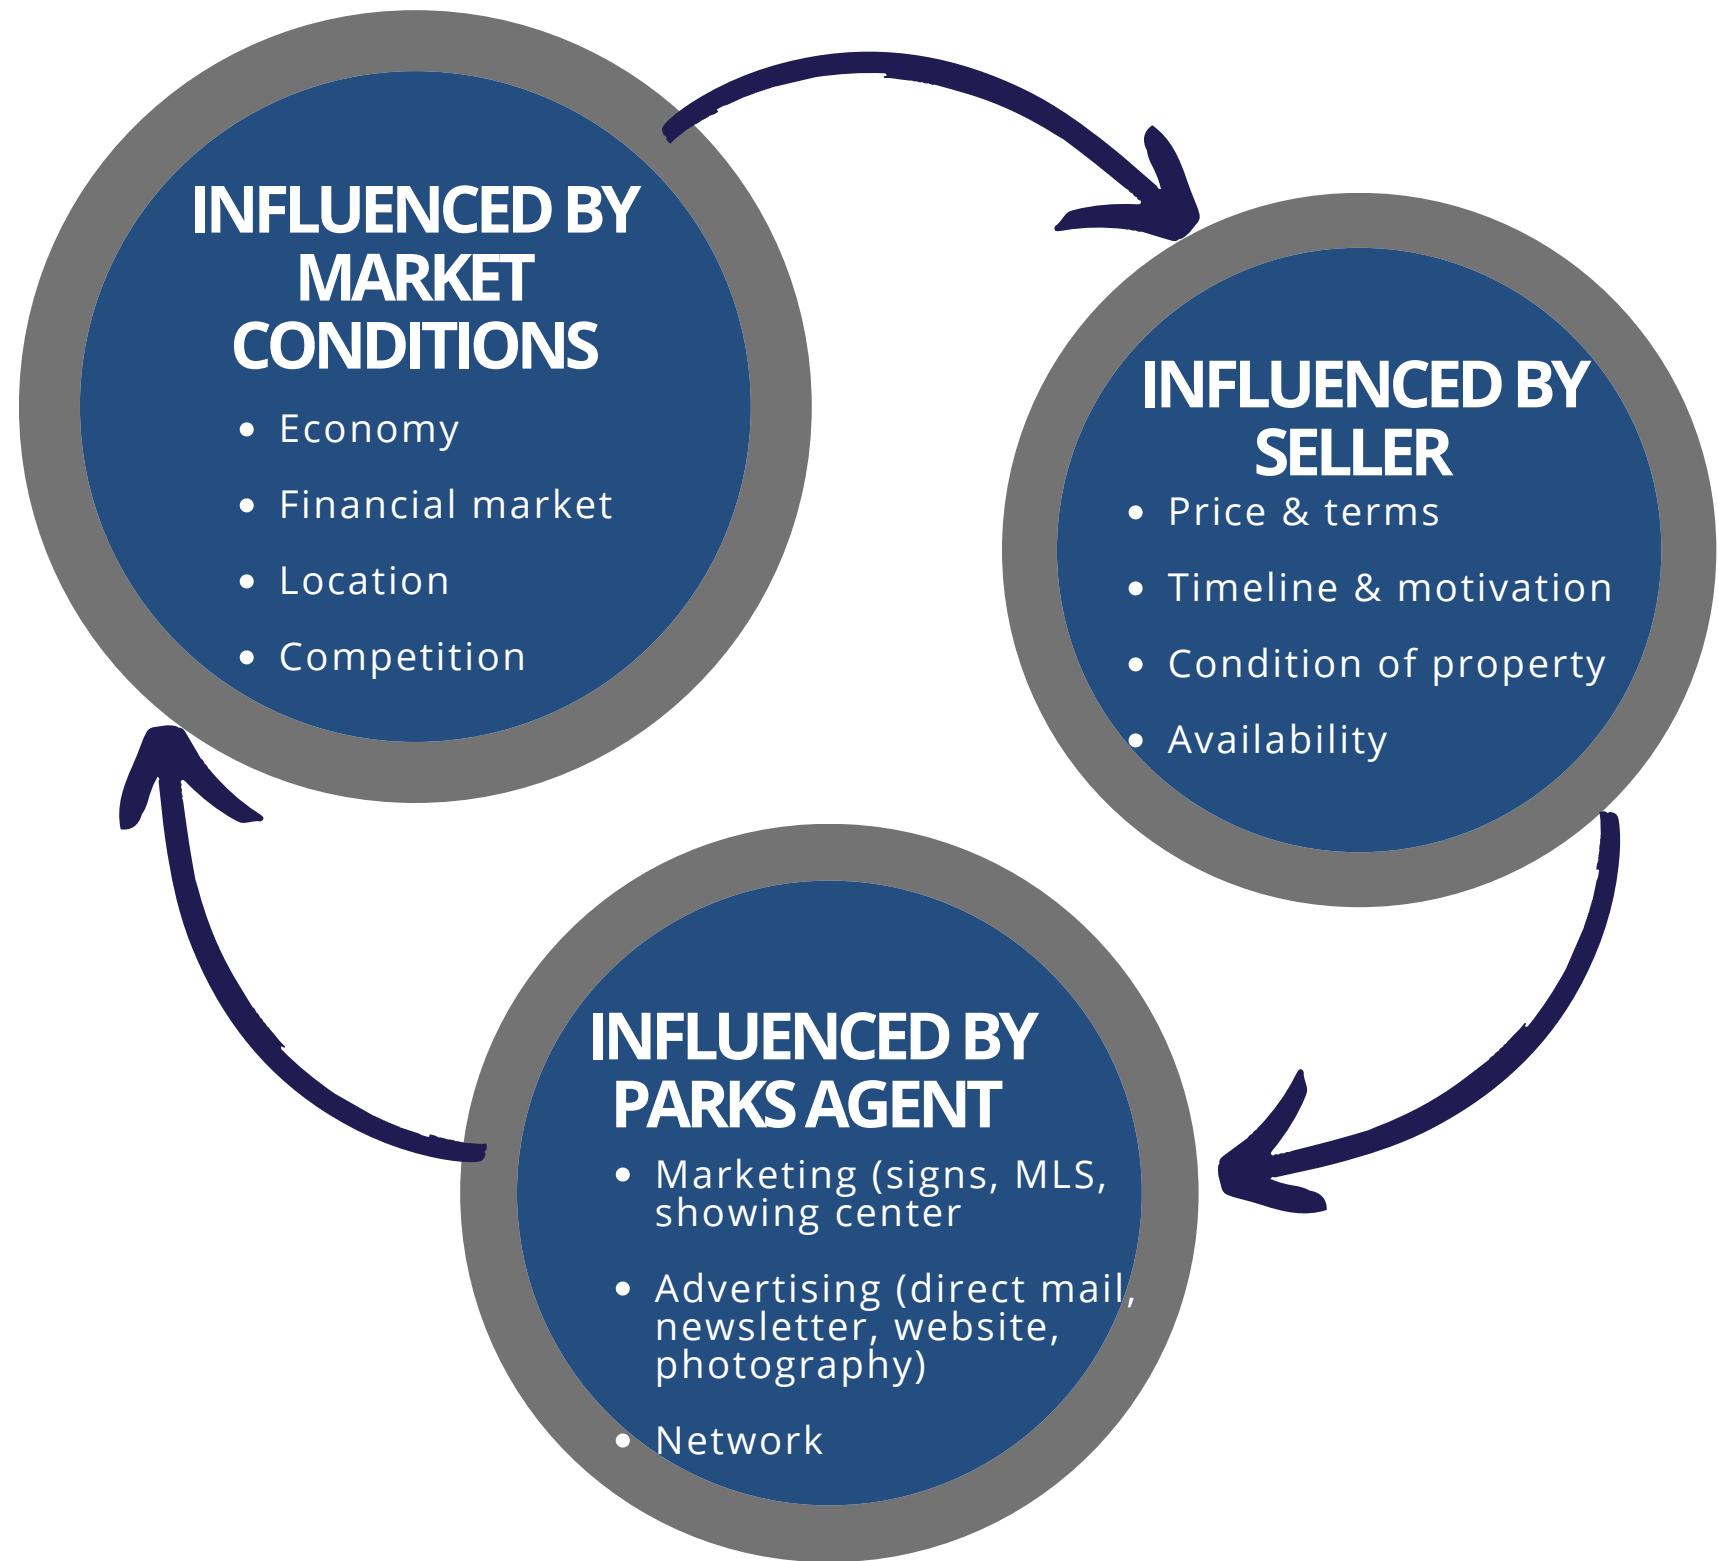 INFLUENCED BY
MARKET
CONDITIONS
• Economy
• Financial market
• Location
• Competition
INFLUENCED BY
SELLER
• Price & terms
• Timeline & motivation
• Condition of property
• Availability
INFLUENCED BY
PARKS AGENT
• Marketing (signs, MLS,
showing center
• Advertising (direct mail,
newsletter, website,
photography)
• Network